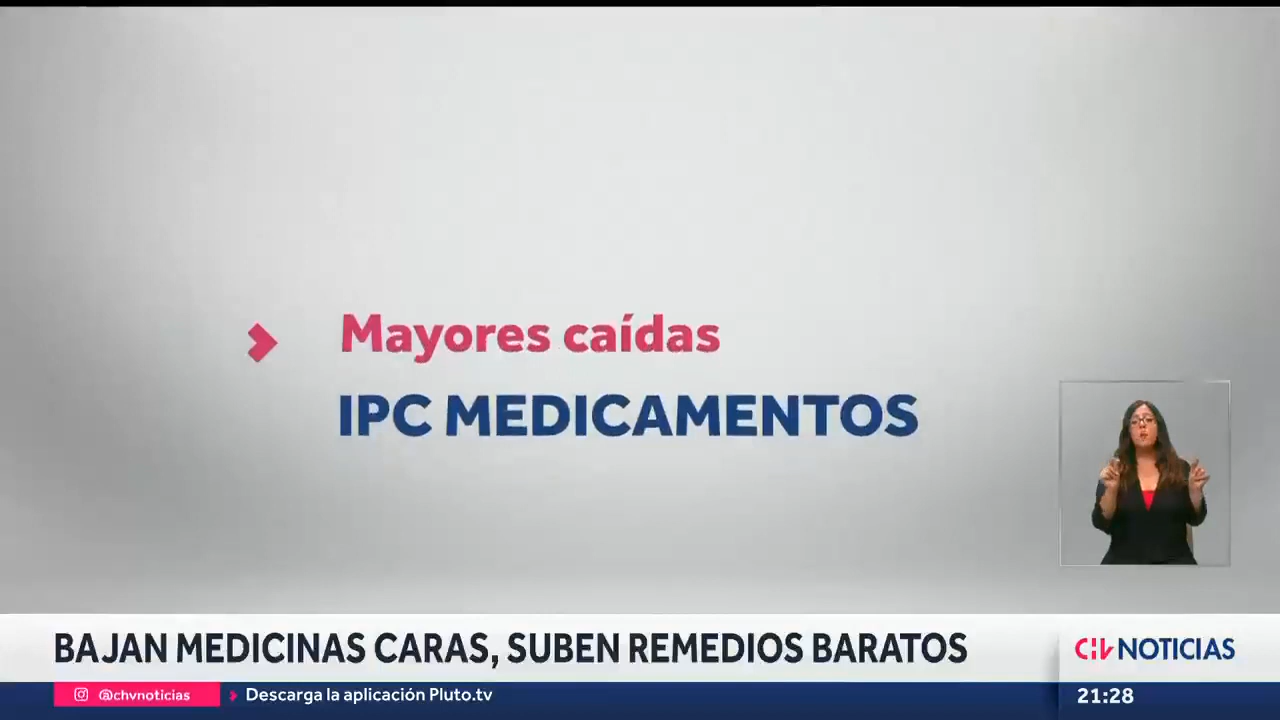 Mayores caídas
IPC MEDICAMENTOS
BAJAN MEDICINAS CARAS, SUBEN REMEDIOS BARATOS
CHV NOTICIAS
@chvnoticias
Descarga la aplicación Pluto.tv
21:28